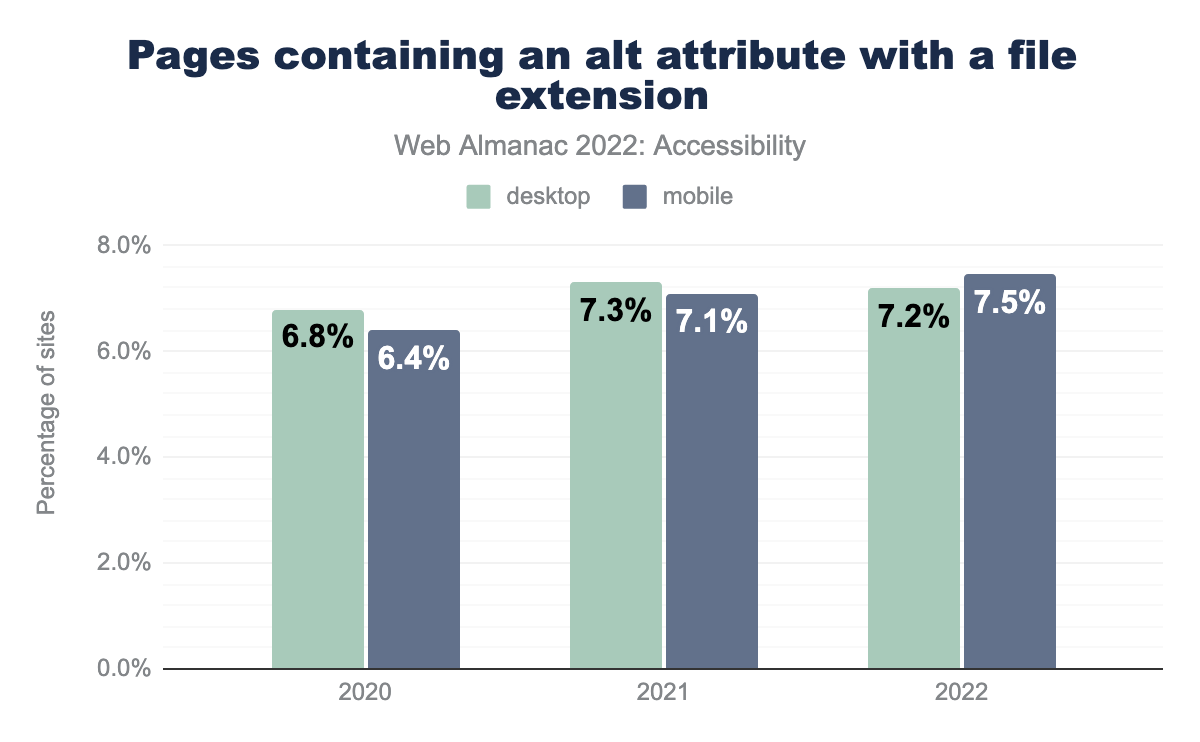 Pages containing an alt attribute with a file
extension
Web Almanac 2022: Accessibility
desktop mobile
Percentage of sites
8.0%
6.0%
4.0%
2.0%
0.0%
6.8%
6.4%
7.3%
7.1%
7.2%
7.5%
2020 2021 2022